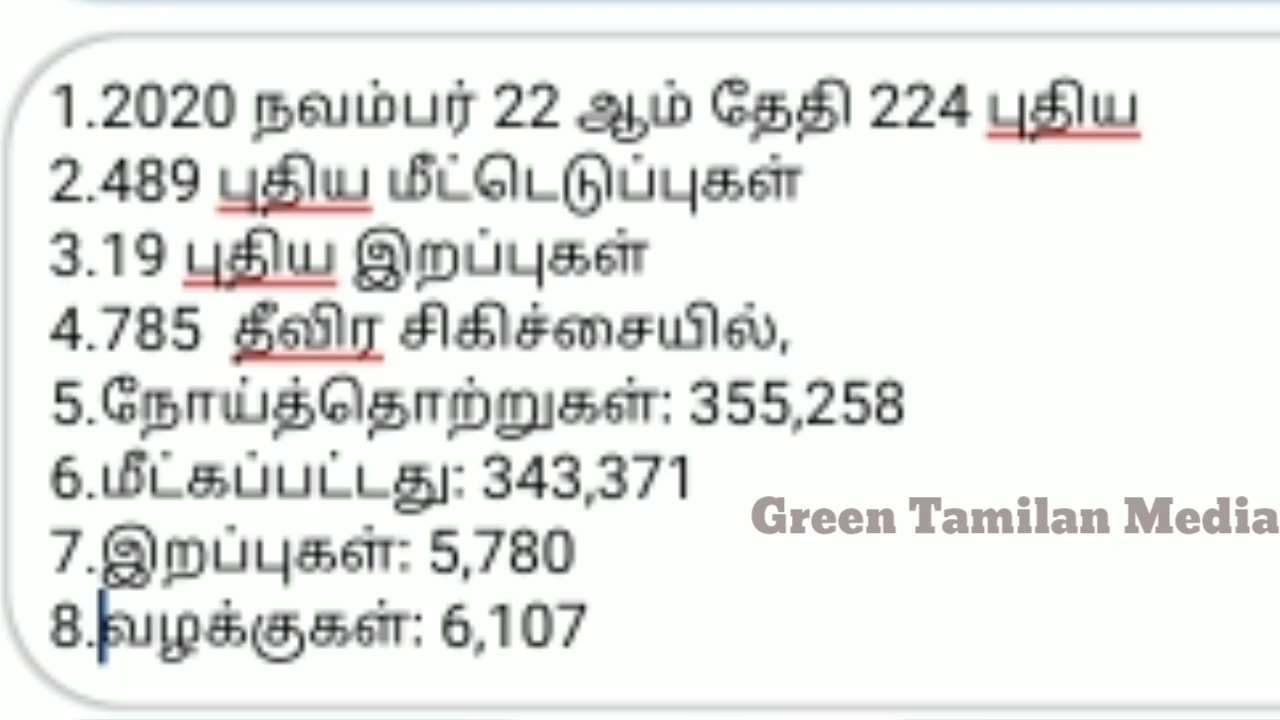 1.2020 நவம்பர் 22 ஆம் தேதி 224 புதிய
2.489 புதிய மீட்டெடுப்புகள்
3.19 புதிய இறப்புகள்
4.785 தீவிர சிகிச்சையில்,
5.நோய்த்தொற்றுகள்: 355,258
6.மீட்கப்பட்டது: 343,371
Green Tamilan Media
7.இறப்புகள்: 5,780
8.வழக்குகள்: 6,107